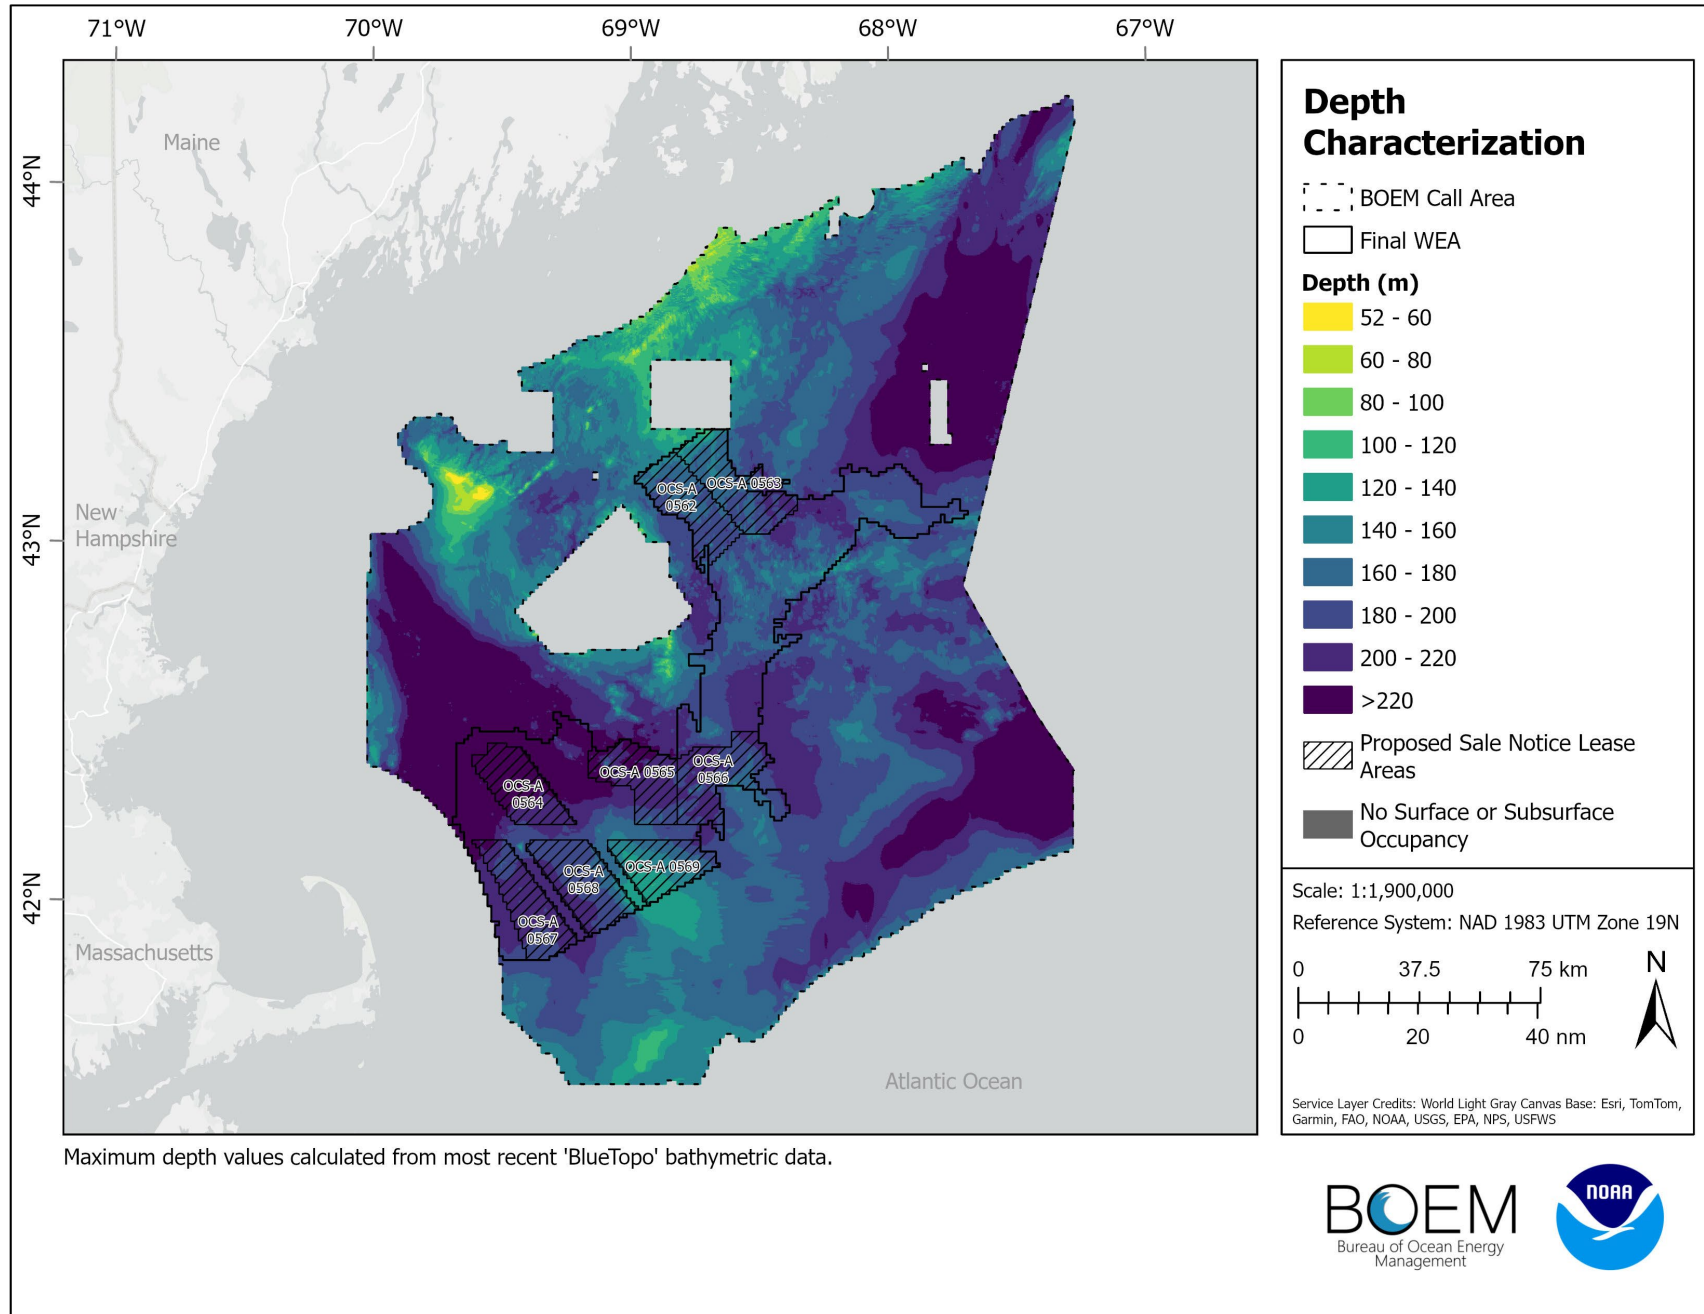 71°W 70°W 69°W 68°W 67°W
44°N
43°N
42°N
Maine
New
Hampshire
Massachusetts
Atlantic Ocean
OCS-A
0562
OCS-A 0563
OCS-A
0564
OCS-A 0565
OCS-A
0566
OCS-A
0567
OCS-A
0568
OCS-A 0569
Depth
Characterization
BOEM Call Area
Final WEA
Depth (m)
52 - 60
60 - 80
80 - 100
100 - 120
120 - 140
140 - 160
160 - 180
180 - 200
200 - 220
>220
Proposed Sale Notice Lease
Areas
No Surface or Subsurface
Occupancy
Scale: 1:1,900,000
Reference System: NAD 1983 UTM Zone 19N
0 37.5 75 km
0 20 40 nm
N
Service Layer Credits: World Light Gray Canvas Base: Esri, TomTom,
Garmin, FAO, NOAA, USGS, EPA, NPS, USFWS
Maximum depth values calculated from most recent 'BlueTopo' bathymetric data.
BOEM
Bureau of Ocean Energy
Management
NOAA